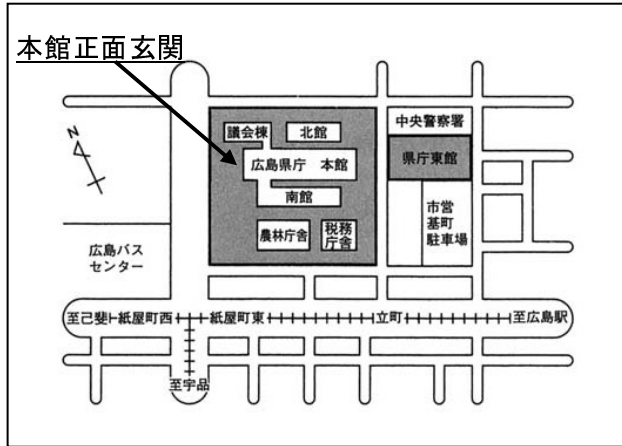 本館正面玄関
N
議会棟
北館
中央警察署
広島県庁 本館
県庁東館
南館
市営
基町
駐車場
農林庁舎
税務
庁舎
広島バス
センター
至己斐
紙屋町西
紙屋町東
立町
至広島駅
至宇品